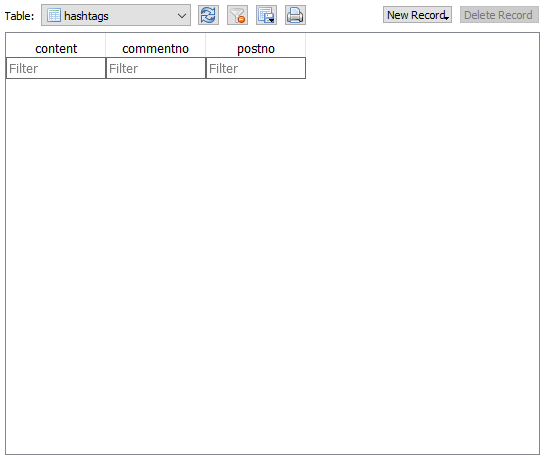 Table: hashtags New Record Delete Record
content commentno postno
Filter Filter Filter